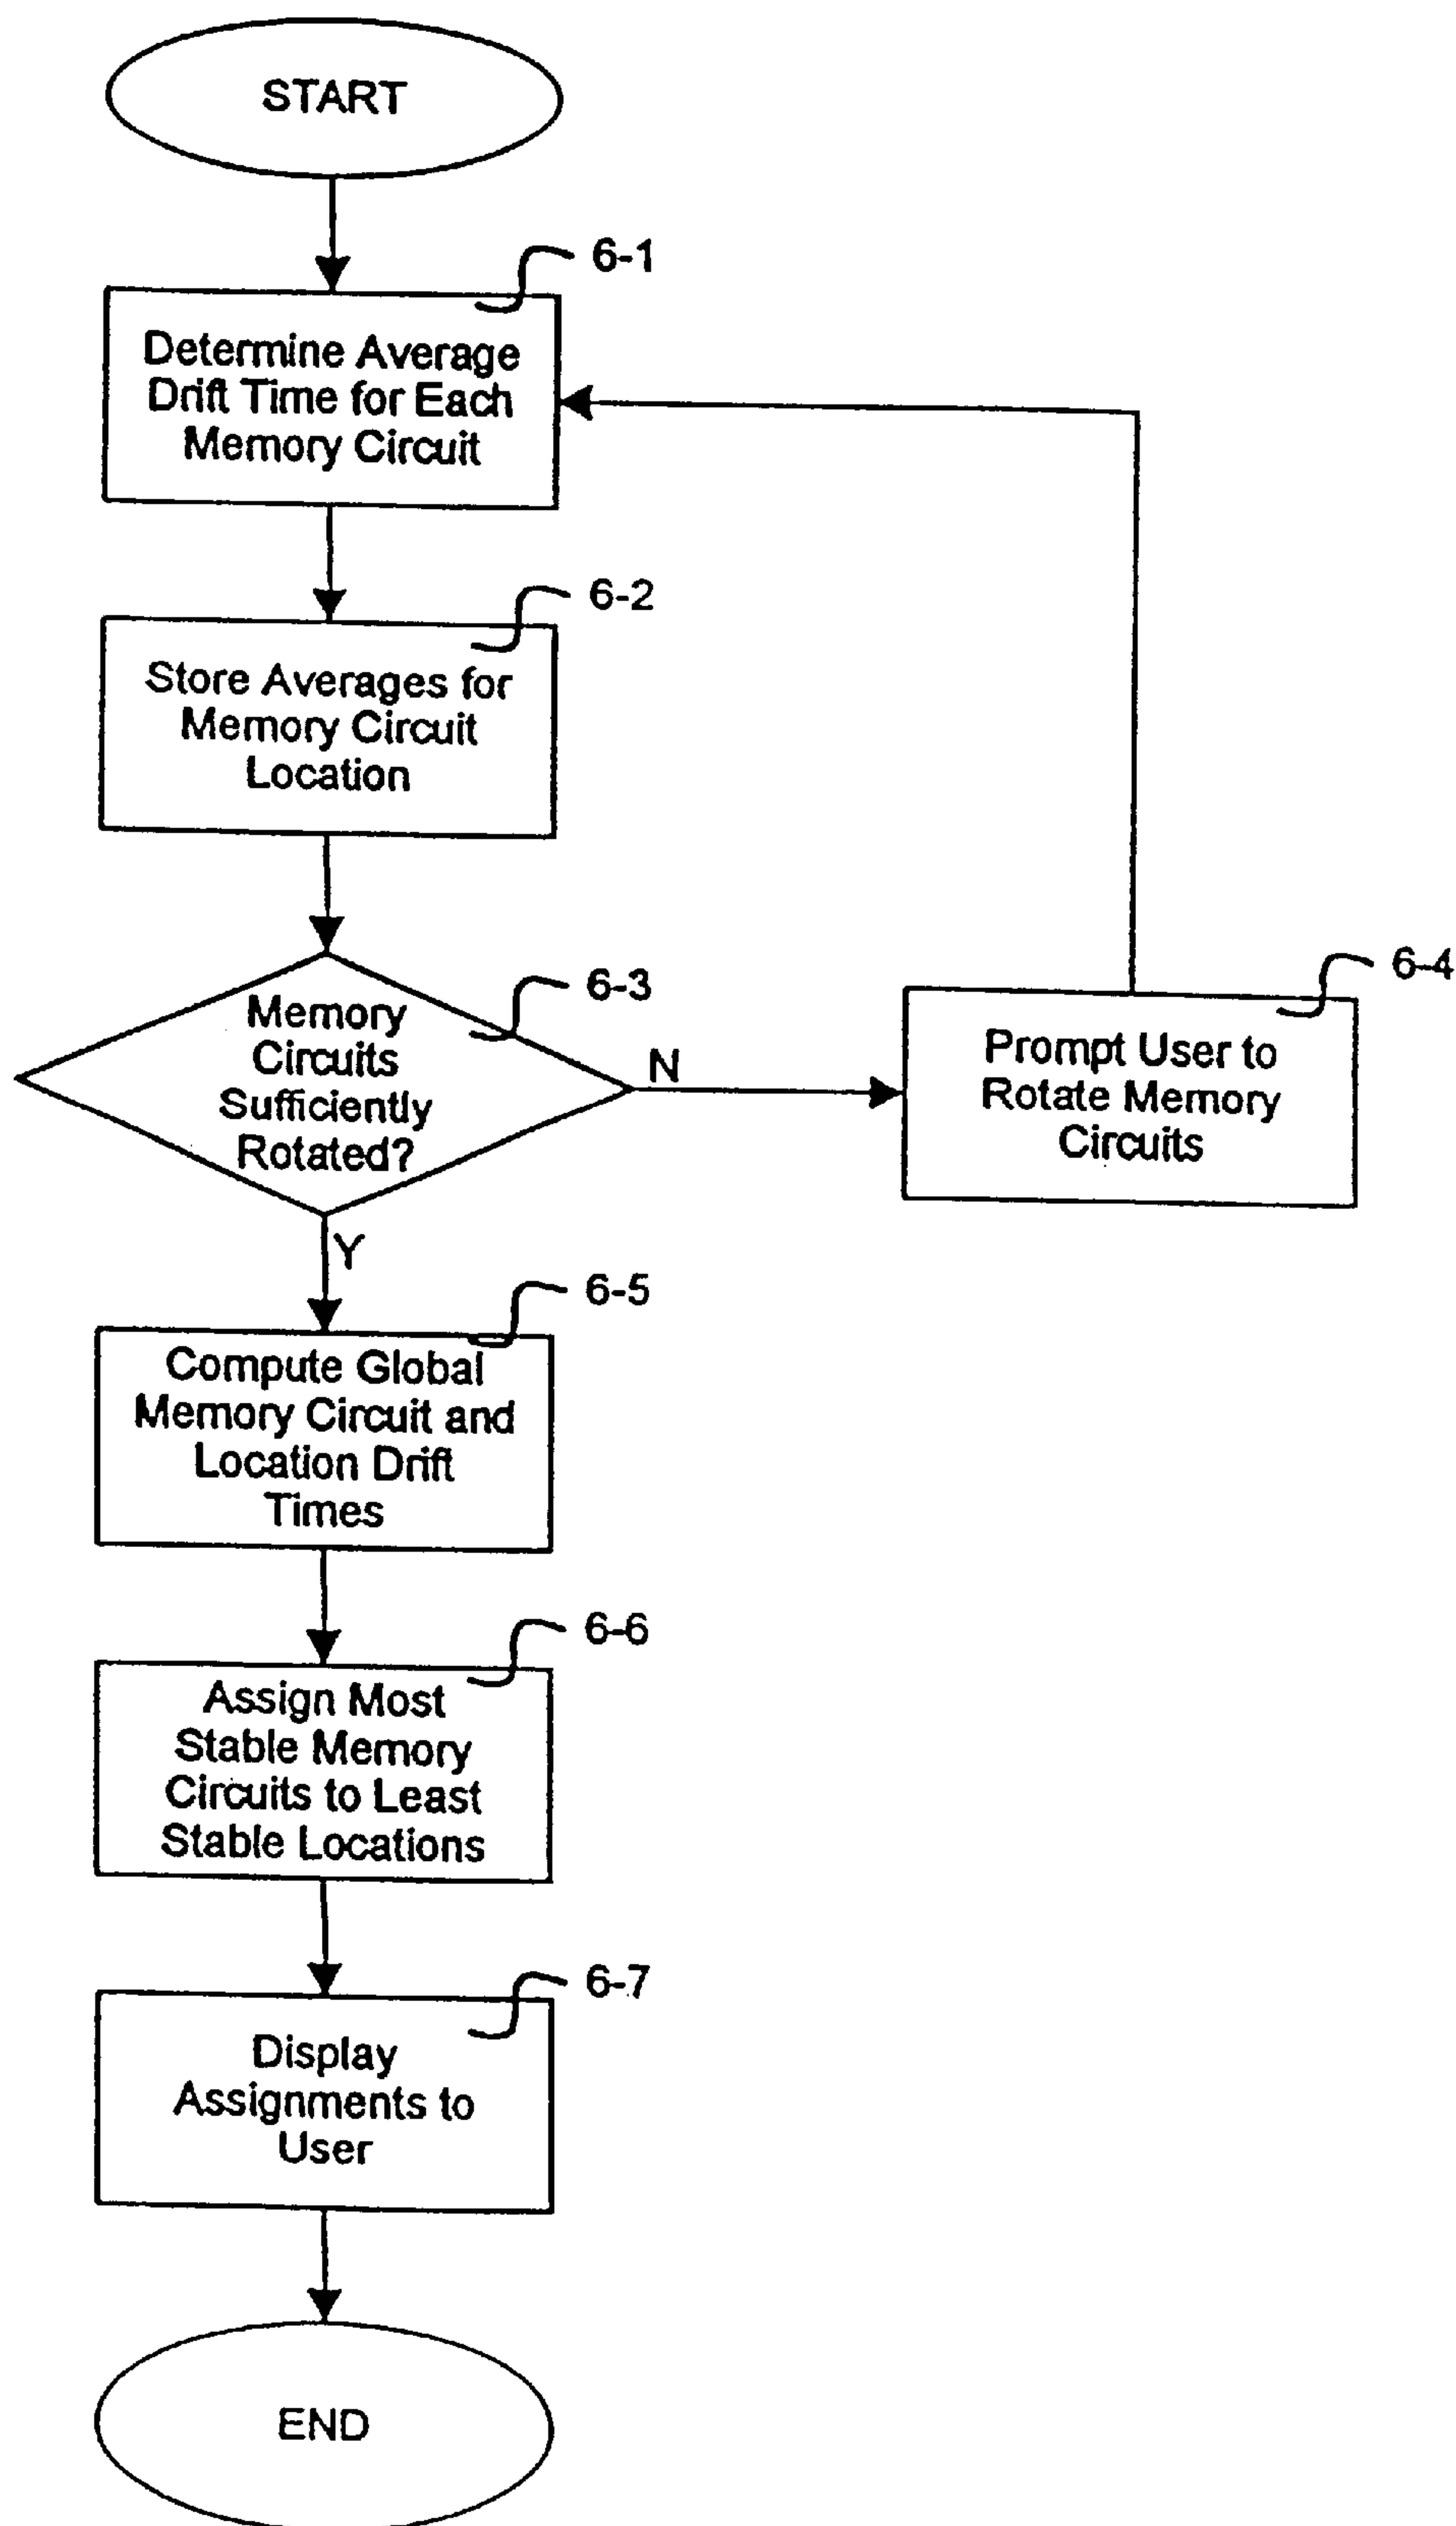 START
6-1
Determine Average
Drift Time for Each
Memory Circuit
6-2
Store Averages for
Memory Circuit
Location
6-3
Memory
Circuits
Sufficiently
Rotated?
N
6-4
Prompt User to
Rotate Memory
Circuits
Y
6-5
Compute Global
Memory Circuit and
Location Drift
Times
6-6
Assign Most
Stable Memory
Circuits to Least
Stable Locations
6-7
Display
Assignments to
User
END